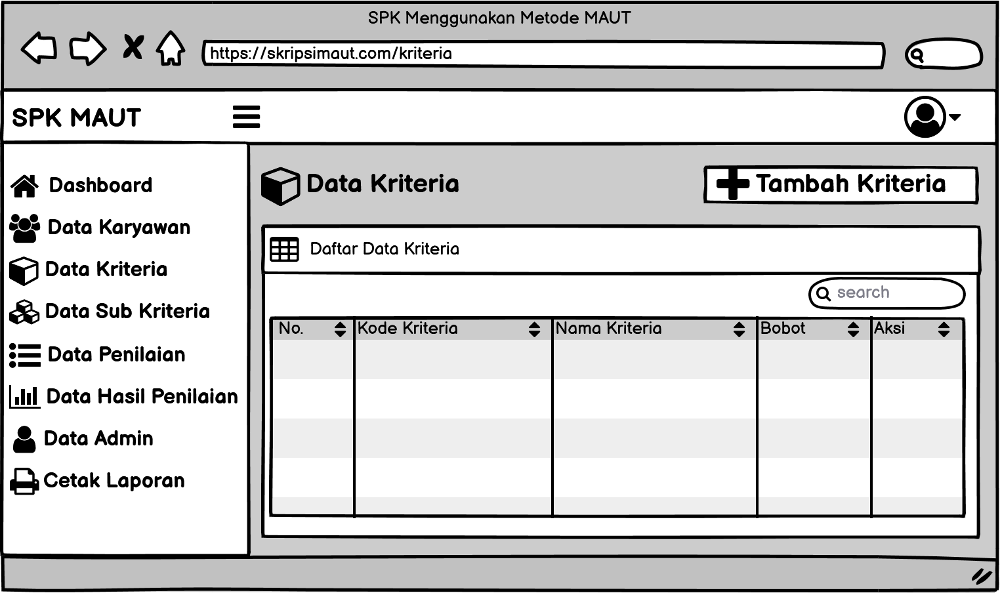 SPK Menggunakan Metode MAUT
https://skripsimaut.com/kriteria
SPK MAUT
Dashboard
Data Karyawan
Data Kriteria
Data Sub Kriteria
Data Penilaian
Data Hasil Penilaian
Data Admin
Cetak Laporan
Data Kriteria
Tambah Kriteria
Daftar Data Kriteria
search
No. Kode Kriteria Nama Kriteria Bobot Aksi